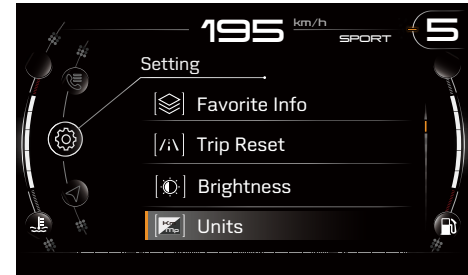 195 km/h SPORT 5
Setting
Favorite Info
Trip Reset
Brightness
Units